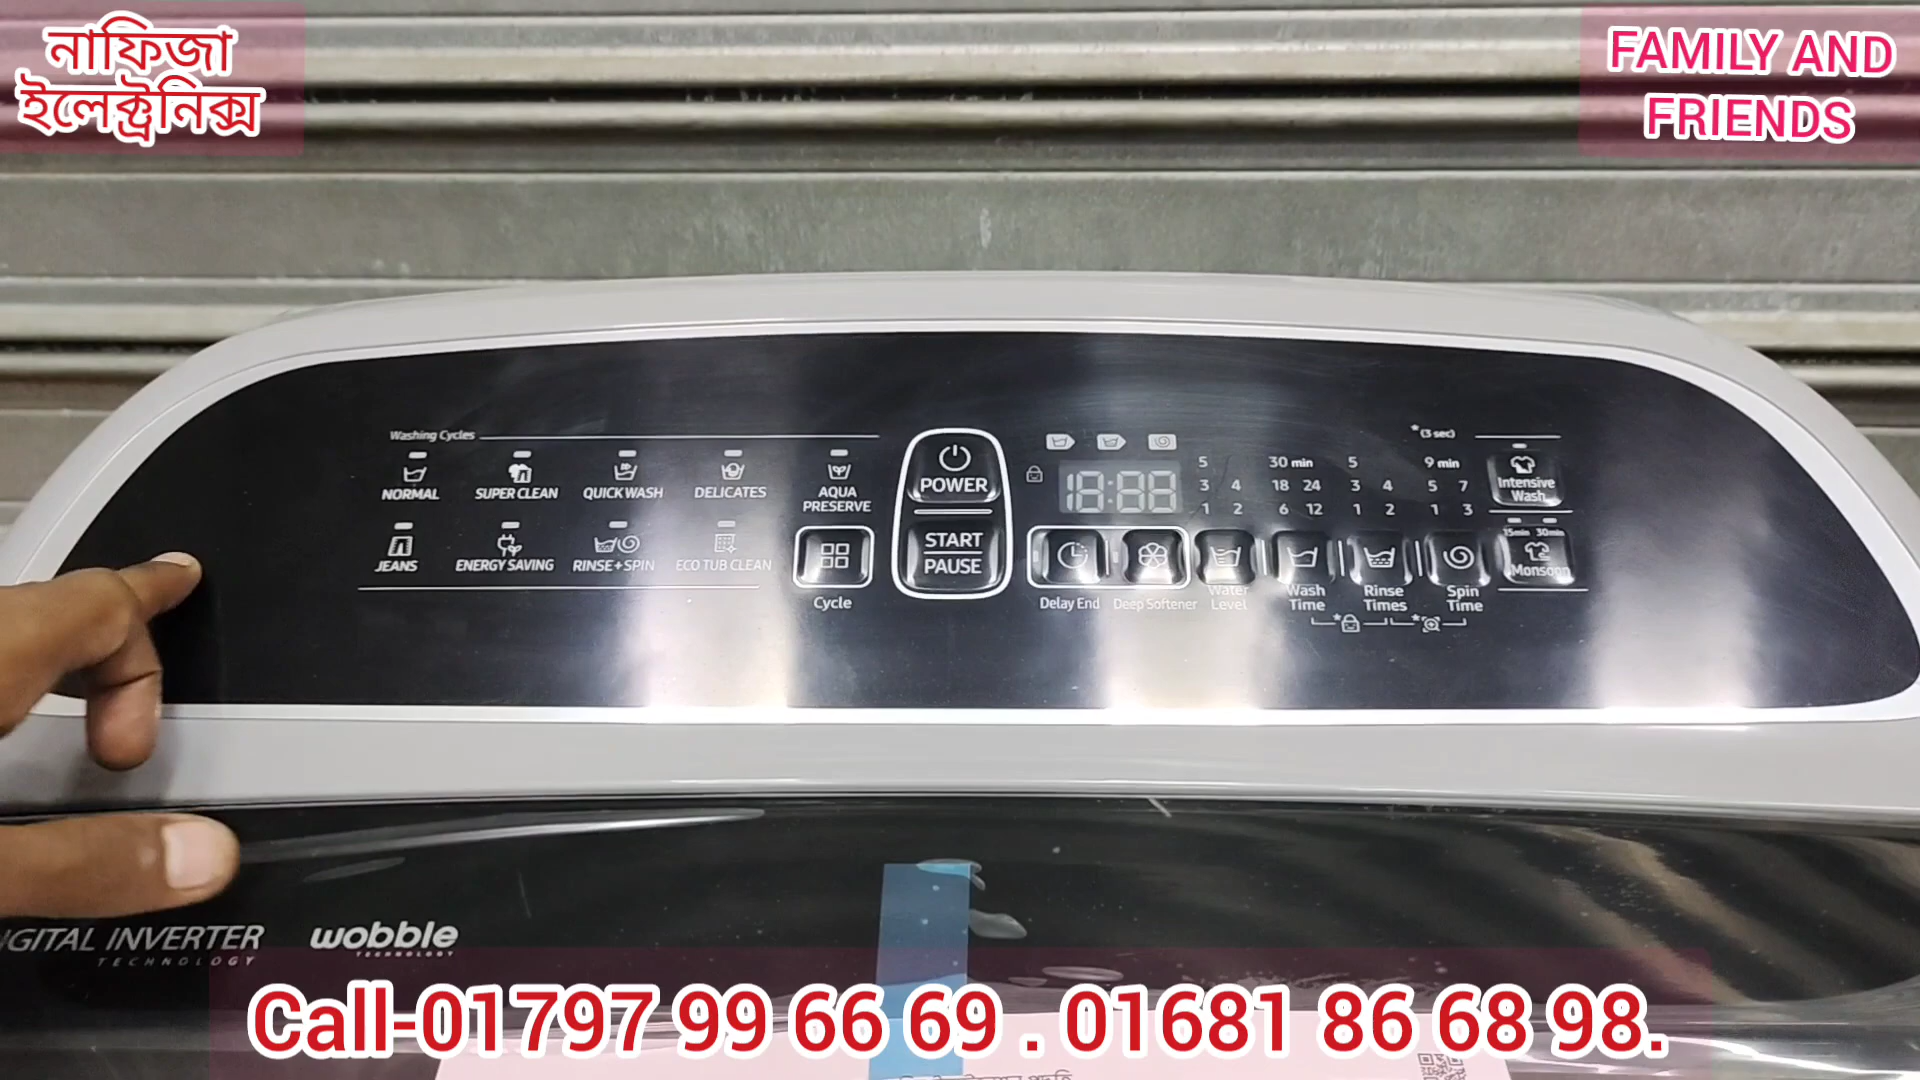 নাফিজা
ইলেক্ট্রনিক্স
FAMILY AND
FRIENDS
Washing Cycles
NORMAL
SUPER CLEAN
QUICK WASH
DELICATES
AQUA
PRESERVE
JEANS
ENERGY SAVING
RINSE+SPIN
ECO TUB CLEAN
Cycle
POWER
START
PAUSE
18:88
5
3 4
1 2
30 min
18 24
6 12
5
3 4
1 2
9 min
5 7
1 3
*(3 sec)
Intensive
Wash
15min 30min
Monsoon
Delay End
Deep Softener
Water
Level
Wash
Time
Rinse
Times
Spin
Time
DIGITAL INVERTER
TECHNOLOGY
wobble
TECHNOLOGY
Call-01797 99 66 69 . 01681 86 68 98.